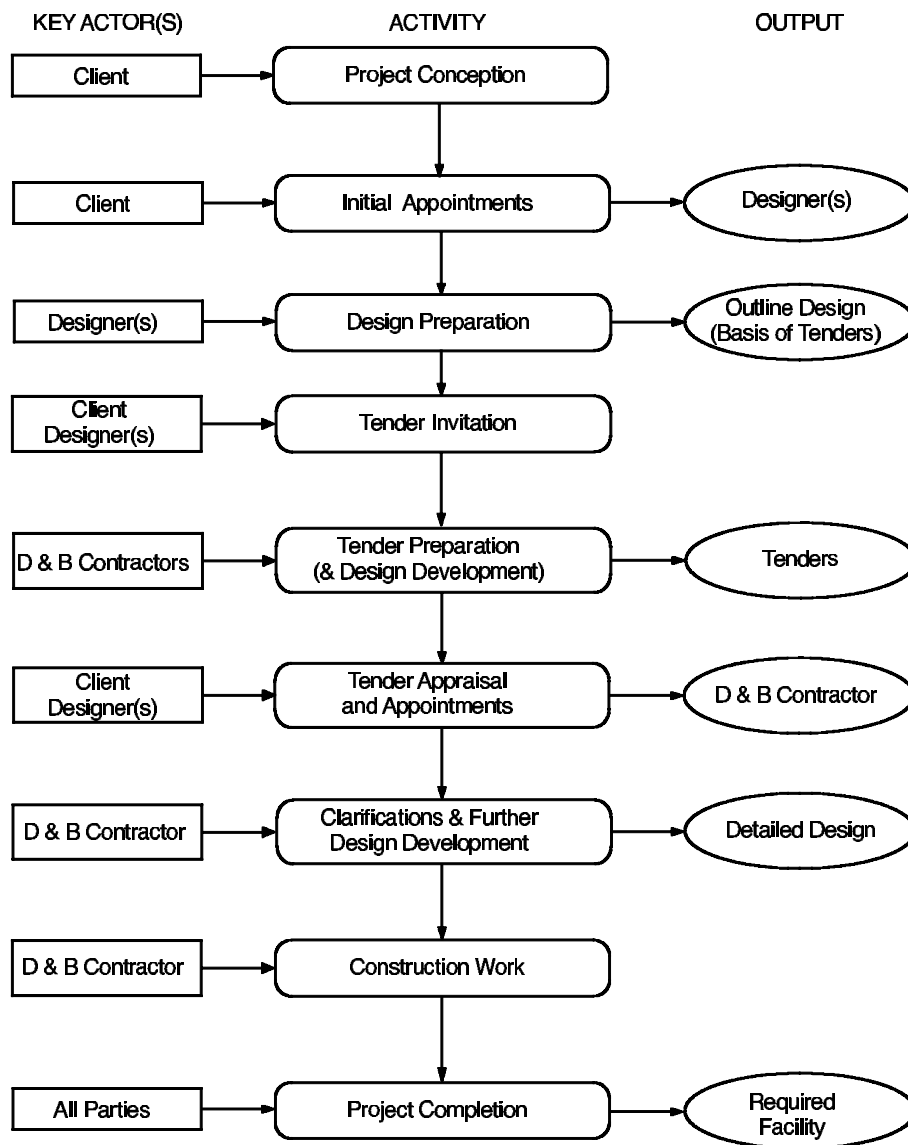 KEY ACTOR(S) ACTIVITY OUTPUT
Client Project Conception
Client Initial Appointments Designer(s)
Designer(s) Design Preparation Outline Design
(Basis of Tenders)
Client
Designer(s) Tender Invitation
D & B Contractors Tender Preparation
(& Design Development) Tenders
Client
Designer(s) Tender Appraisal
and Appointments D & B Contractor
D & B Contractor Clarifications & Further
Design Development Detailed Design
D & B Contractor Construction Work
All Parties Project Completion Required
Facility